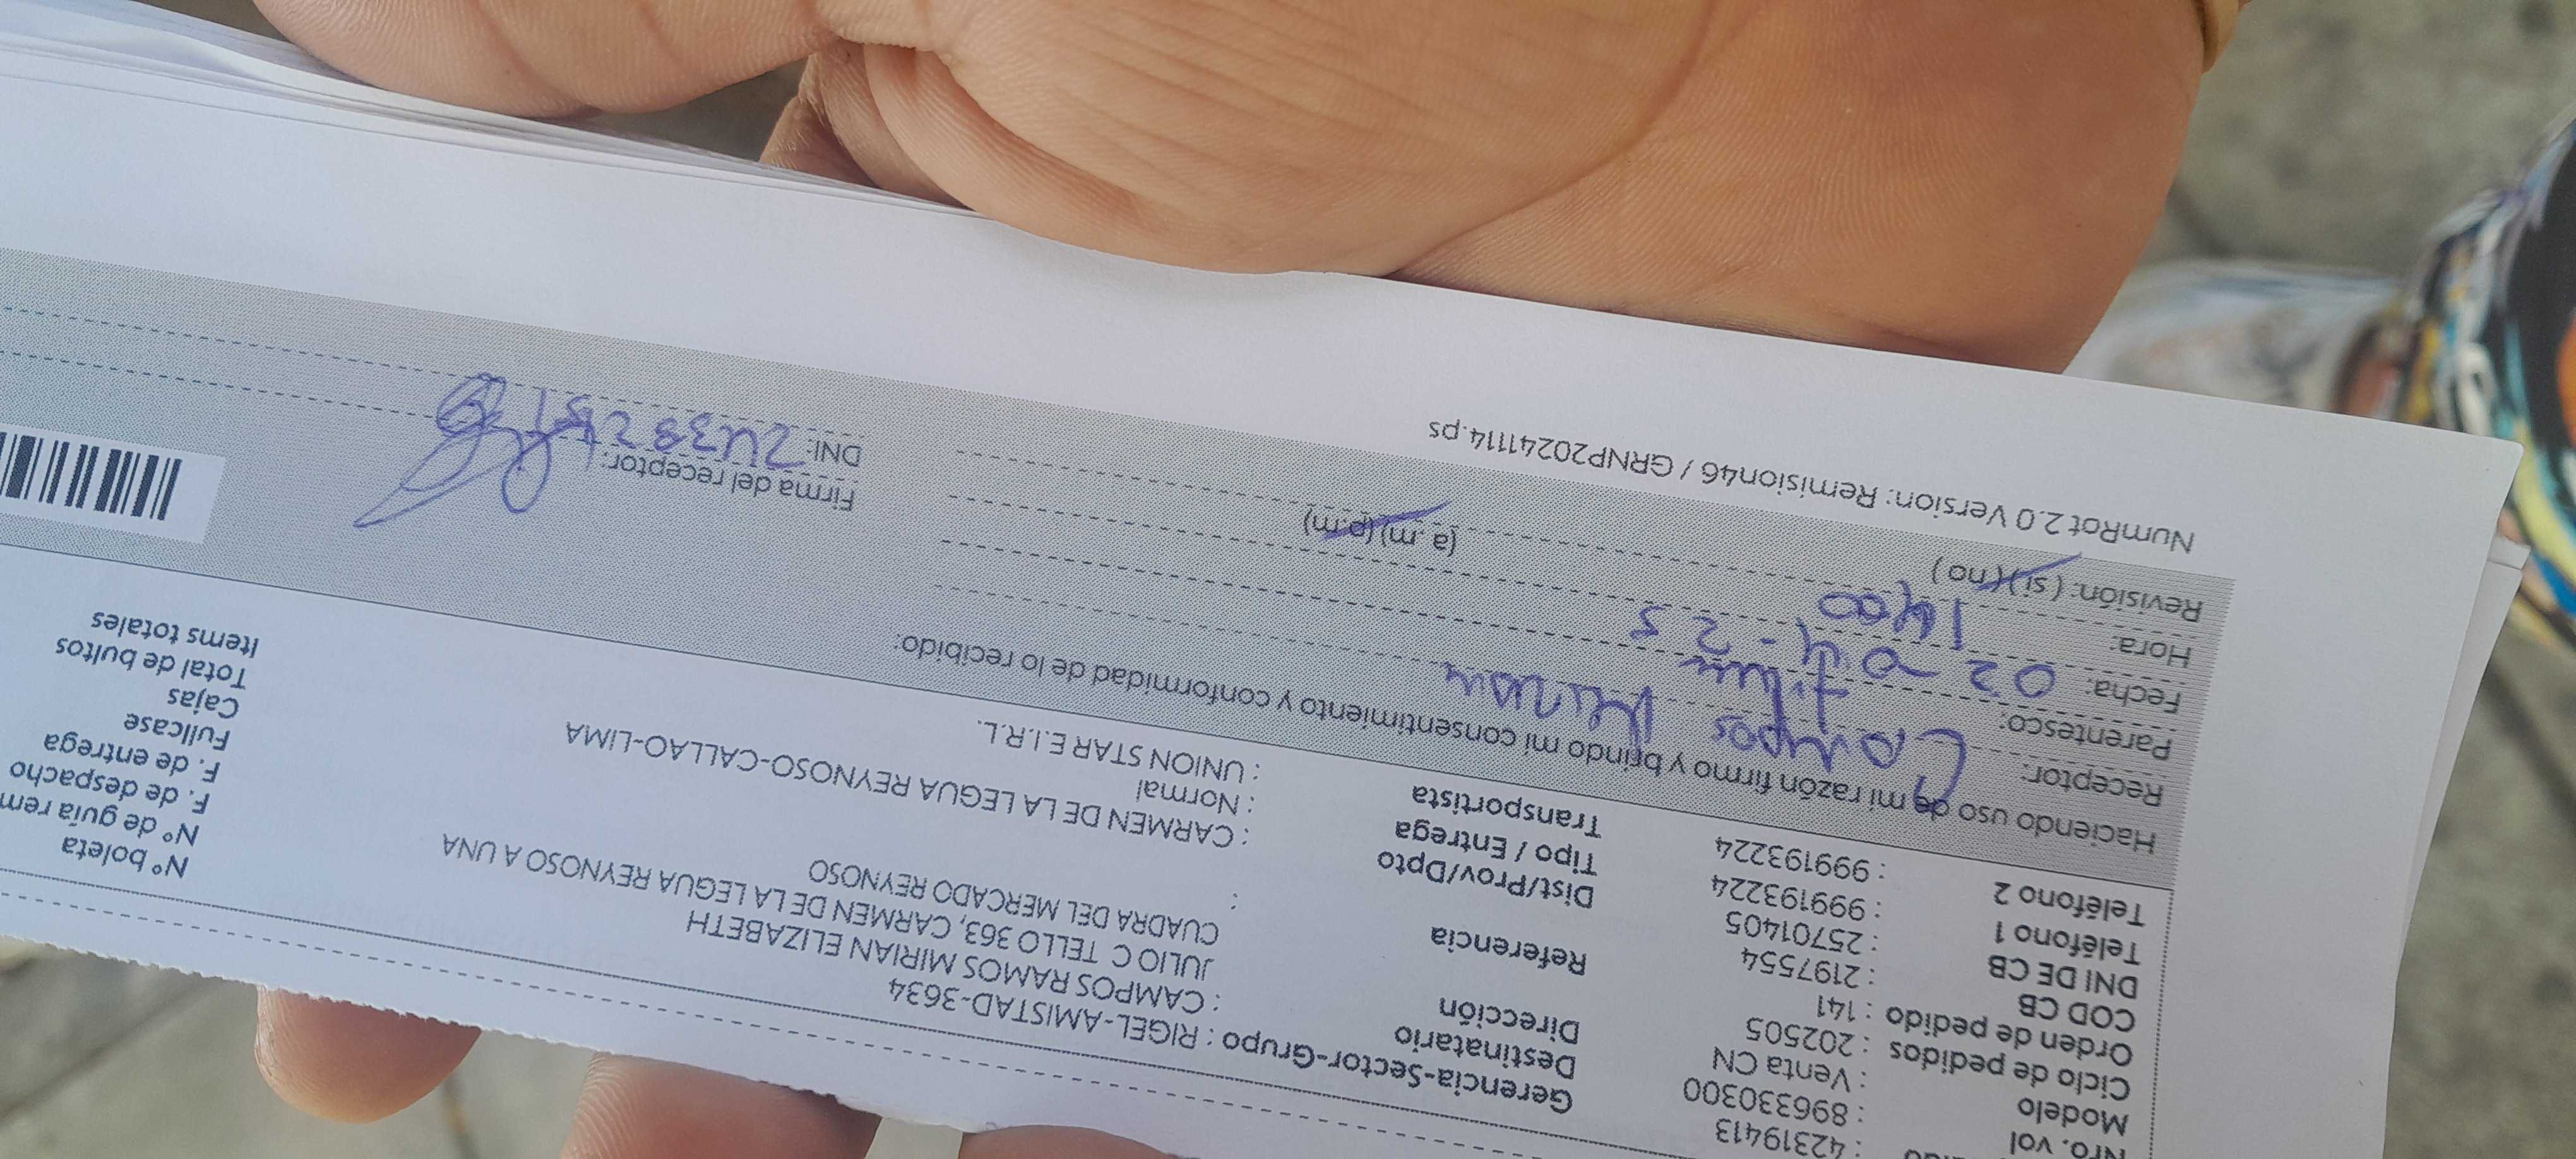 : 42319413
Nro. vol : 896330300
Modelo : Venta CN
Ciclo de pedidos : 202505
Orden de pedido : 141
COD CB : 2197554
DNI DE CB : 25701405
Teléfono 1 : 999193224
Teléfono 2 : 999193224
Gerencia-Sector-Grupo : RIGEL-AMISTAD-3634
Destinatario : CAMPOS RAMOS MIRIAN ELIZABETH
Dirección JULIO C TELLO 363, CARMEN DE LA LEGUA REYNOSO A UNA
CUADRA DEL MERCADO REYNOSO
Referencia :
Dist/Prov/Dpto : CARMEN DE LA LEGUA REYNOSO-CALLAO-LIMA
Tipo / Entrega : Normal
Transportista : UNION STAR E.I.R.L.
Nº boleta
Nº de guía rem
F. de despacho
F. de entrega
Fullcase
Cajas
Total de bultos
Items totales
Haciendo uso de mi razón firmo y brindo mi consentimiento y conformidad de lo recibido:
Receptor: Campos
Parentesco:
Fecha: 02-04-25
Hora: (a.m) (p.m)
Revisión: (si) (no)
Firma del receptor:
DNI:
NumRot 2.0 Version: Remision46 / GRNP20241114.ps